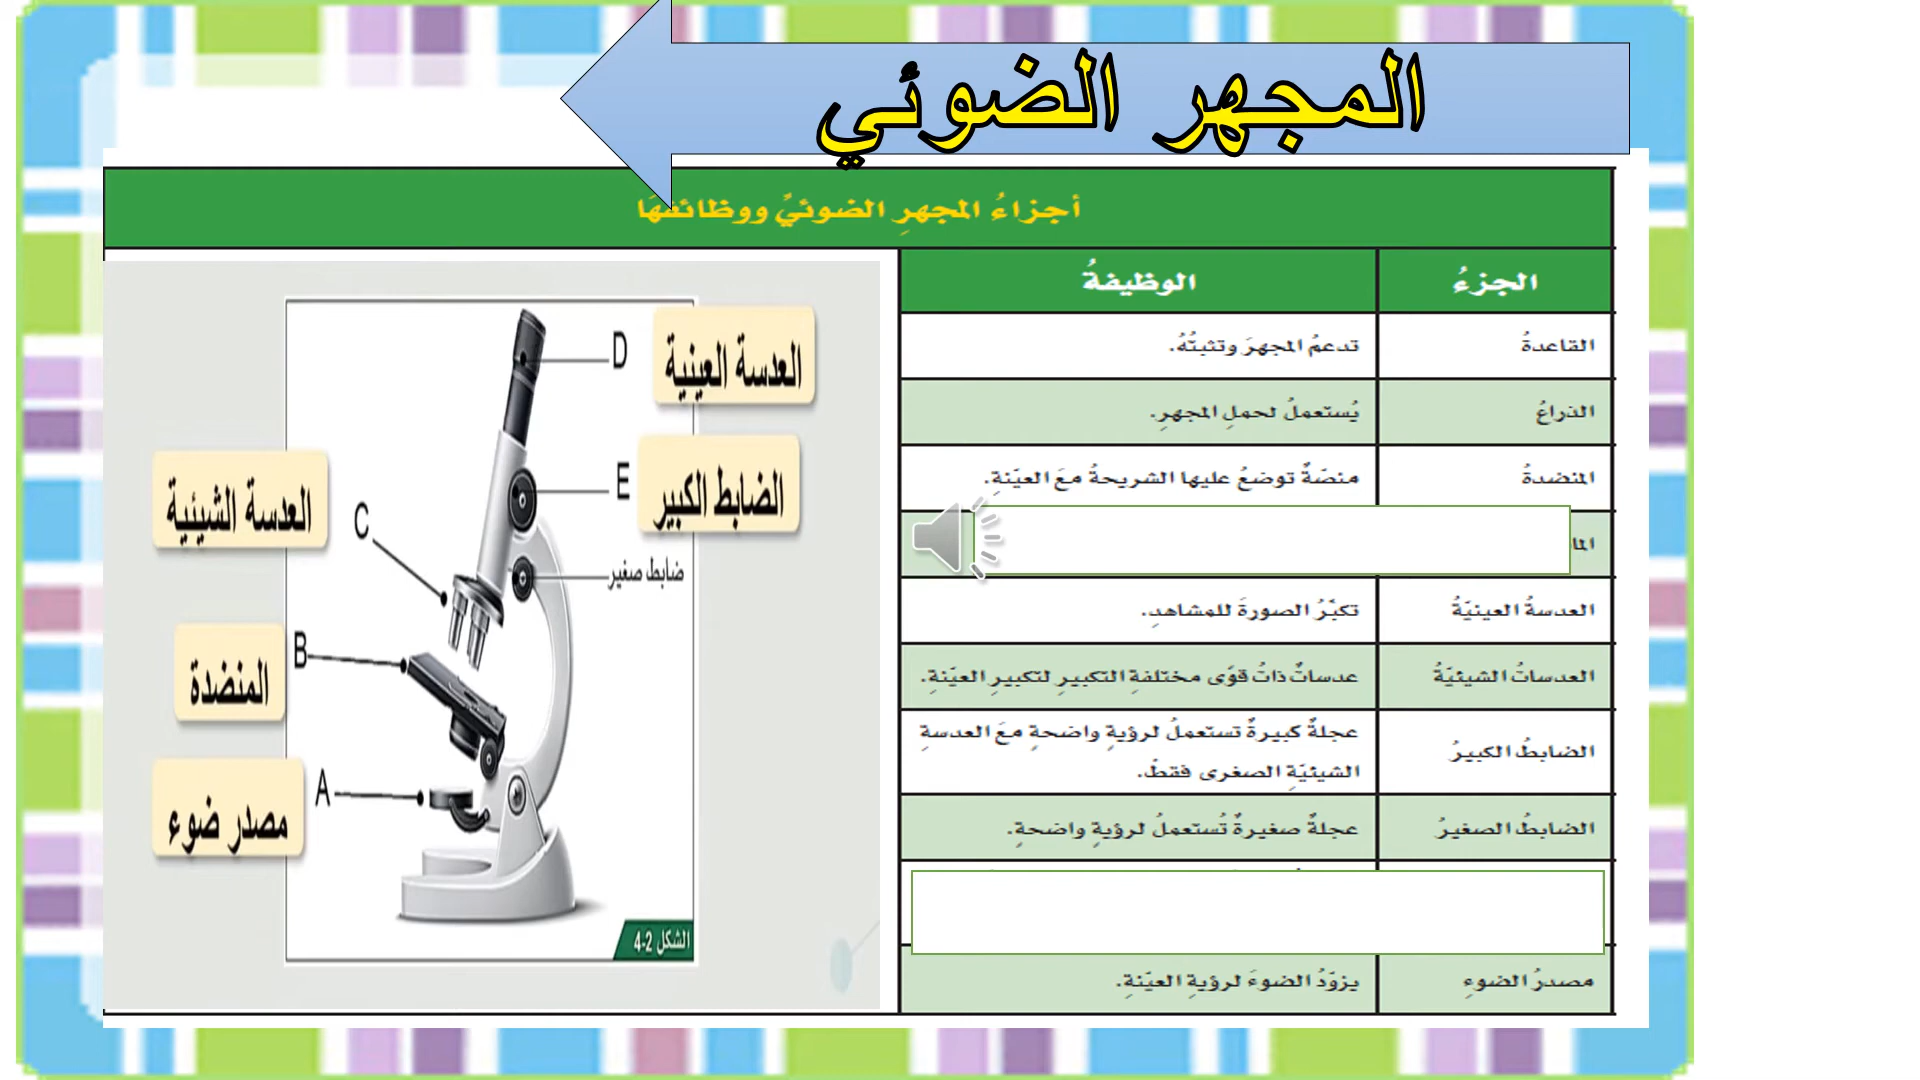 المجهر الضوئي
أجزاءُ المجهرِ الضوئيِّ ووظائفُهَا
الجزءُ
الوظيفةُ
القاعدةُ
تدعمُ المجهرَ وتثبتُهُ.
الذراعُ
يُستعملُ لحملِ المجهرِ.
المنضدةُ
منصّةٌ توضعُ عليها الشريحةُ معَ العيّنةِ.
العدسةُ العينيّةُ
تكبّرُ الصورةَ للمشاهدِ.
العدساتُ الشيئيّةُ
عدساتٌ ذاتُ قوًى مختلفةِ التكبيرِ لتكبيرِ العيّنةِ.
الضابطُ الكبيرُ
عجلةٌ كبيرةٌ تستعملُ لرؤيةٍ واضحةٍ معَ العدسةِ
الشيئيّةِ الصغرى فقطْ.
الضابطُ الصغيرُ
عجلةٌ صغيرةٌ تُستعملُ لرؤيةٍ واضحةٍ.
مصدرُ الضوءِ
يزوّدُ الضوءَ لرؤيةِ العيّنةِ.
العدسة العينية
D
الضابط الكبير
E
ضابط صغير
العدسة الشيئية
C
المنضدة
B
مصدر ضوء
A
الشكل 2-4